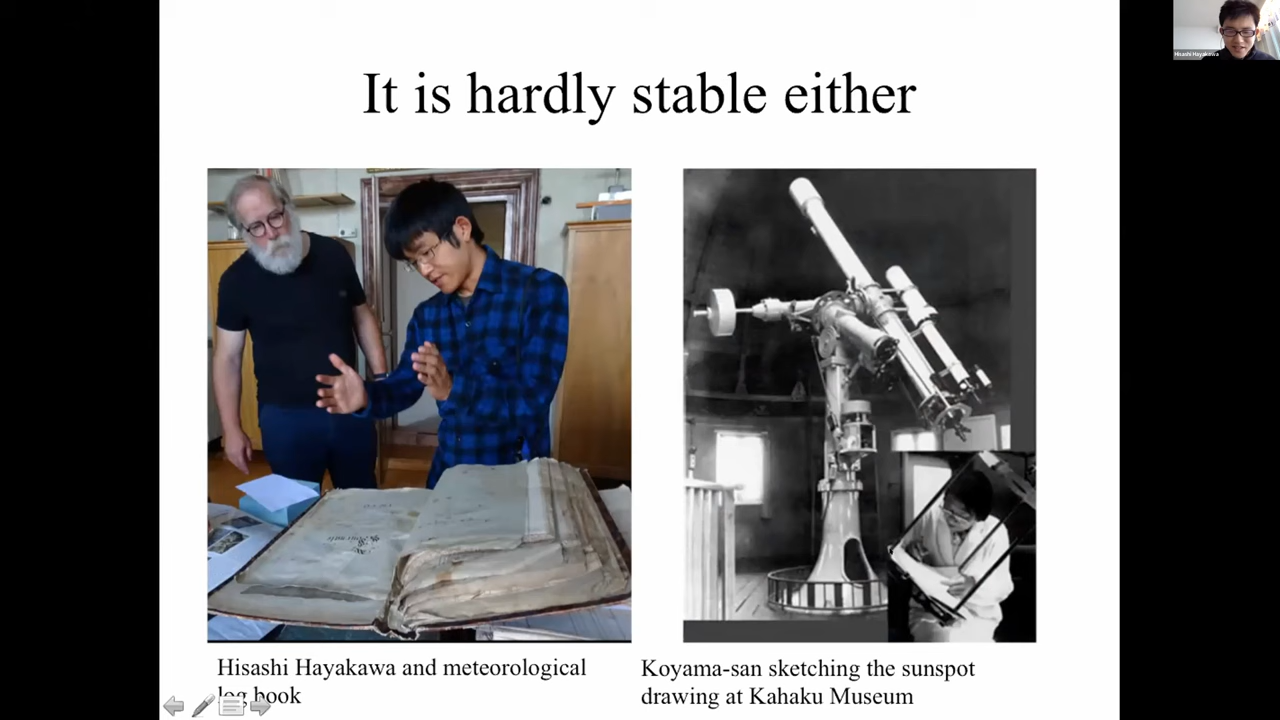 Hisashi Hayakawa
It is hardly stable either
Hisashi Hayakawa and meteorological
log book
Koyama-san sketching the sunspot
drawing at Kahaku Museum